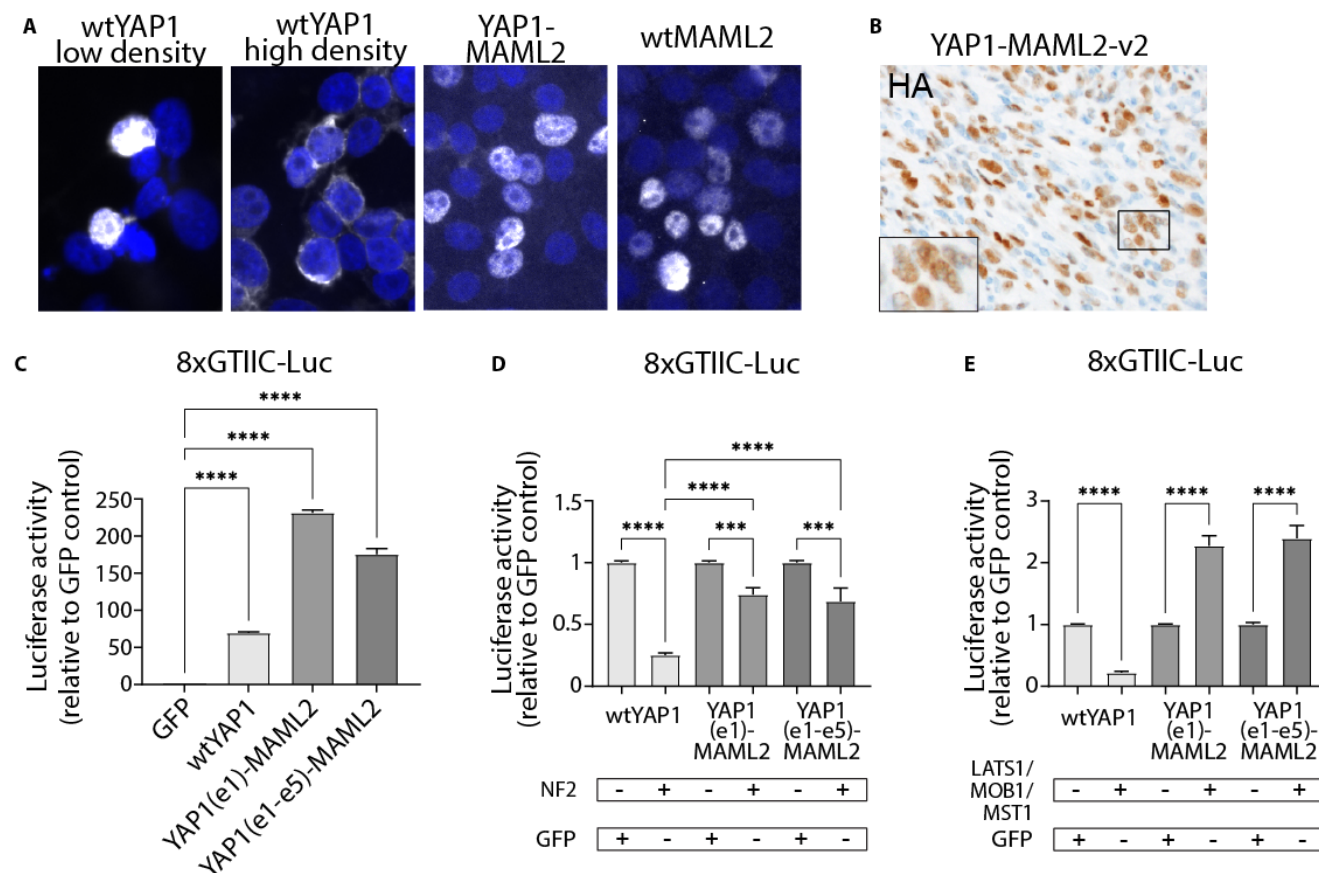 A
wtYAP1
low density
wtYAP1
high density
YAP1-
MAML2
wtMAML2
B
YAP1-MAML2-v2
HA
C
8xGTIIC-Luc
Luciferase activity
(relative to GFP control)
250
200
150
100
50
0
****
****
****
GFP
wtYAP1
YAP1(e1)-MAML2
YAP1(e1-e5)-MAML2
D
8xGTIIC-Luc
Luciferase activity
(relative to GFP control)
1.5
1
0.5
0
****
****
****
***
***
wtYAP1
YAP1
(e1)-
MAML2
YAP1
(e1-e5)-
MAML2
NF2
- + - + - +
GFP
+ - + - + -
E
8xGTIIC-Luc
Luciferase activity
(relative to GFP control)
3
2
1
0
****
****
****
wtYAP1
YAP1
(e1)-
MAML2
YAP1
(e1-e5)-
MAML2
LATS1/
MOB1/
MST1
- + - + - +
GFP
+ - + - + -